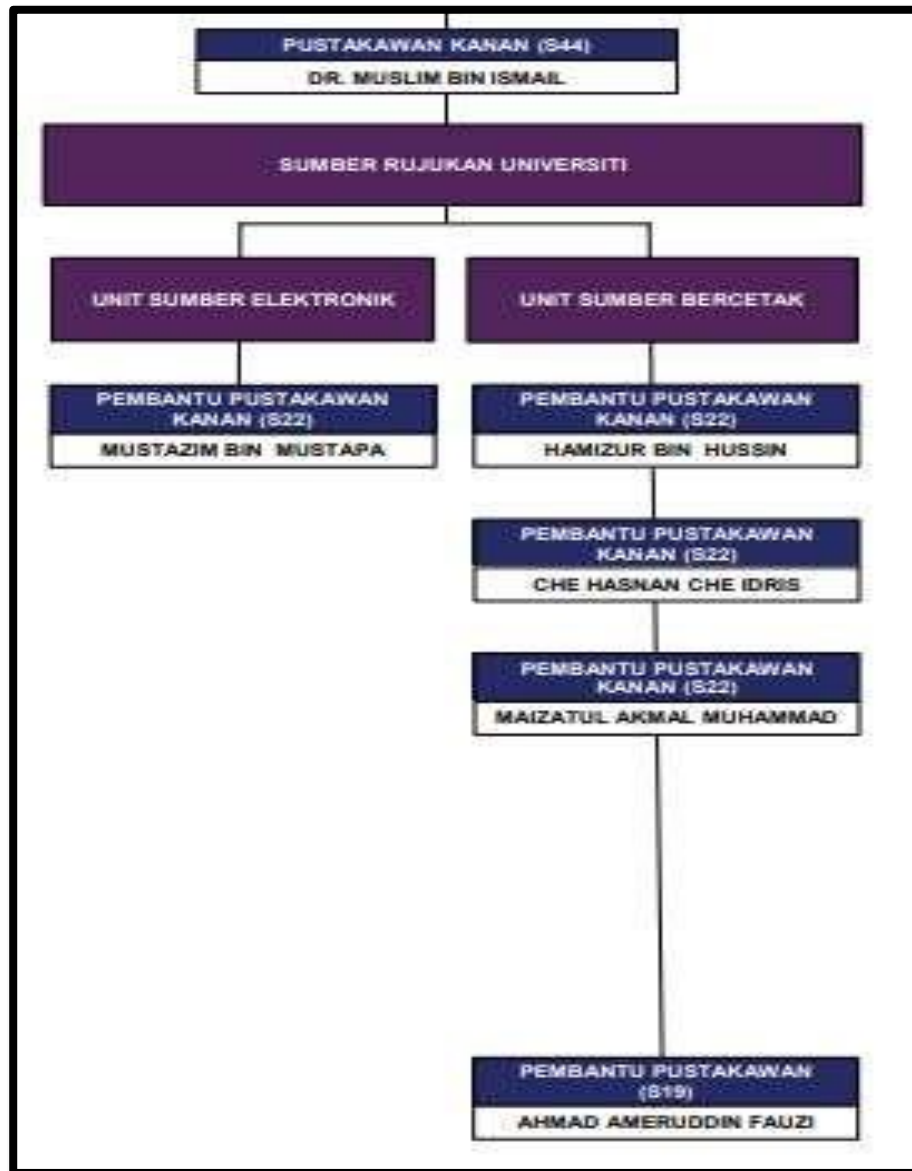 PUSTAKAWAN KANAN (S44)
DR. MUSLIM BIN ISMAIL
SUMBER RUJUKAN UNIVERSITI
UNIT SUMBER ELEKTRONIK
UNIT SUMBER BERCETAK
PEMBANTU PUSTAKAWAN
KANAN (S22)
MUSTAZIM BIN MUSTAPA
PEMBANTU PUSTAKAWAN
KANAN (S22)
HAMIZUR BIN HUSSIN
PEMBANTU PUSTAKAWAN
KANAN (S22)
CHE HASNAN CHE IDRIS
PEMBANTU PUSTAKAWAN
KANAN (S22)
MAIZATUL AKMAL MUHAMMAD
PEMBANTU PUSTAKAWAN
(S19)
AHMAD AMERUDDIN FAUZI